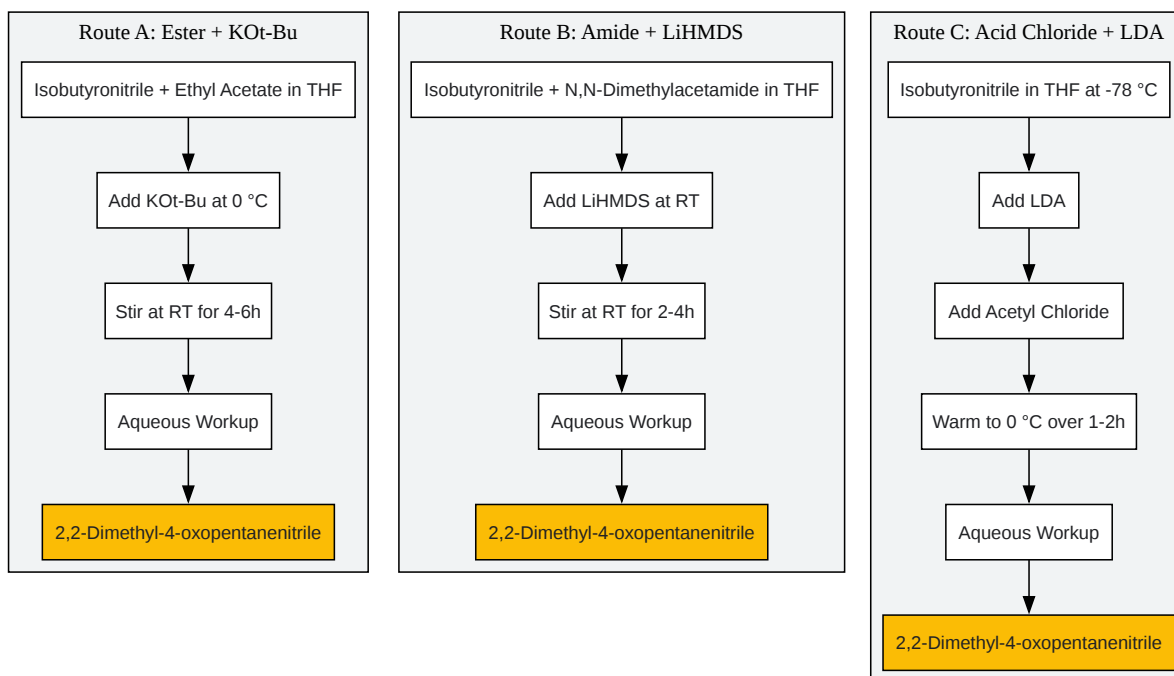 Route A: Ester + KOt-Bu
Isobutyronitrile + Ethyl Acetate in THF
Add KOt-Bu at 0 °C
Stir at RT for 4-6h
Aqueous Workup
2,2-Dimethyl-4-oxopentanenitrile
Route B: Amide + LiHMDS
Isobutyronitrile + N,N-Dimethylacetamide in THF
Add LiHMDS at RT
Stir at RT for 2-4h
Aqueous Workup
2,2-Dimethyl-4-oxopentanenitrile
Route C: Acid Chloride + LDA
Isobutyronitrile in THF at -78 °C
Add LDA
Add Acetyl Chloride
Warm to 0 °C over 1-2h
Aqueous Workup
2,2-Dimethyl-4-oxopentanenitrile